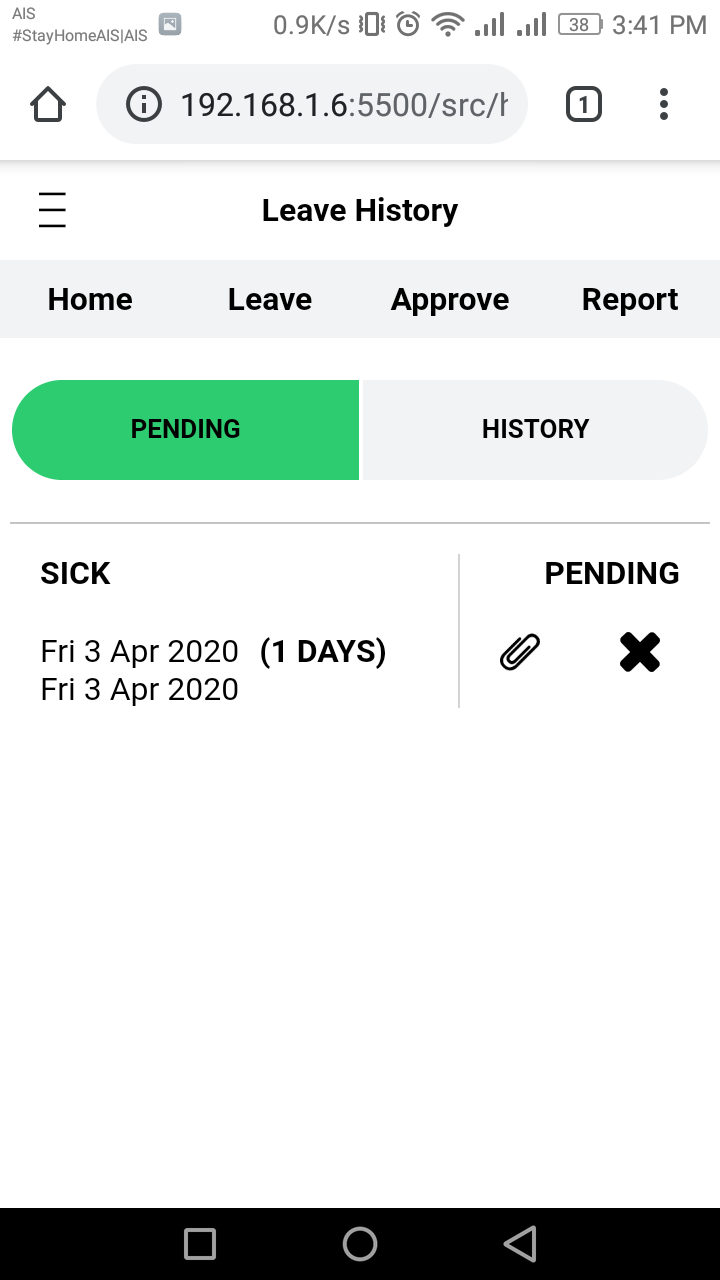 AIS
#StayHomeAIS|AIS
0.9K/s 38 3:41 PM
192.168.1.6:5500/src/h
1
Leave History
Home Leave Approve Report
PENDING HISTORY
SICK PENDING
Fri 3 Apr 2020 (1 DAYS)
Fri 3 Apr 2020